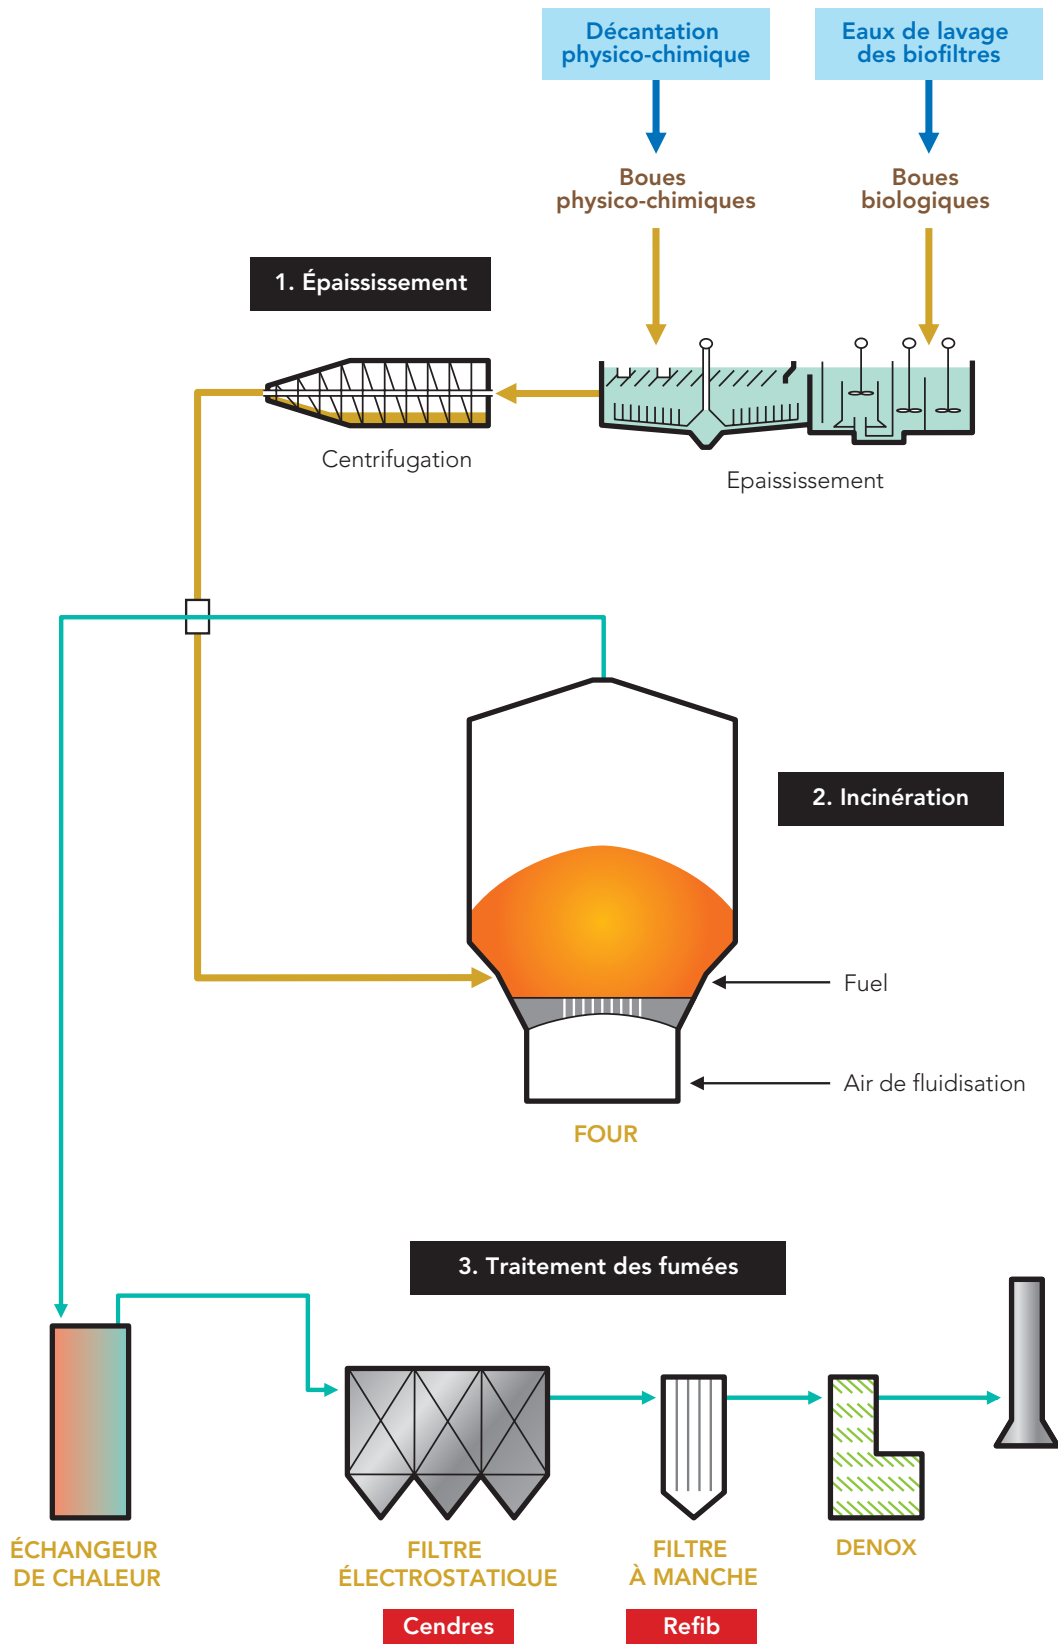 Décantation
physico-chimique
Eaux de lavage
des biofiltres
Boues
physico-chimiques
Boues
biologiques
1. Épaississement
Centrifugation
Epaississement
2. Incinération
Fuel
Air de fluidisation
FOUR
3. Traitement des fumées
ÉCHANGEUR
DE CHALEUR
FILTRE
ÉLECTROSTATIQUE
FILTRE
À MANCHE
DENOX
Cendres
Refib